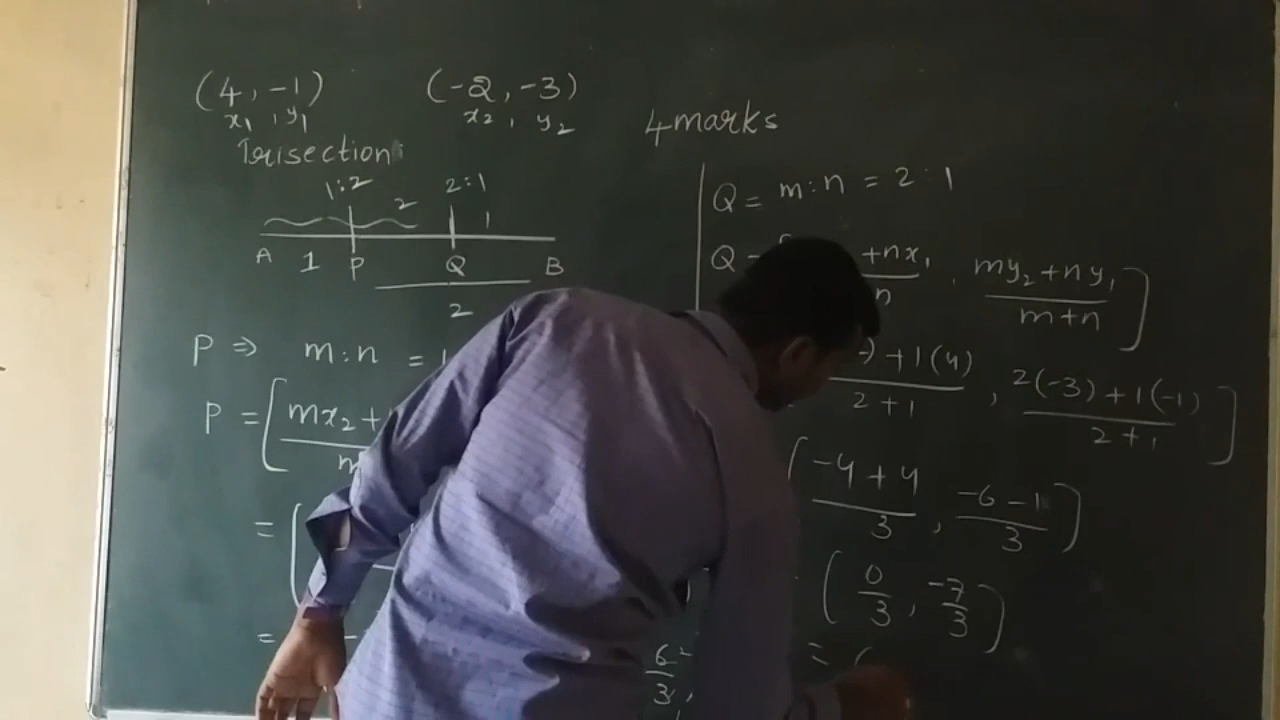 (4, -1) (-2, -3)
x₁, y₁ x₂, y₂
4 marks
Trisection
1:2 2:1
2 1
A 1 P Q B
2
P ⇒ m:n =
P = [mx₂+
m
= (
=
6
3,
Q = m:n = 2:1
Q = +nx₁ , my₂+ny₁ ]
n m+n
) + 1(4) , 2(-3)+1(-1) ]
2+1 2+1
( -4+4 , -6-1 )
3 3
( 0 , -7 )
3 3
= (